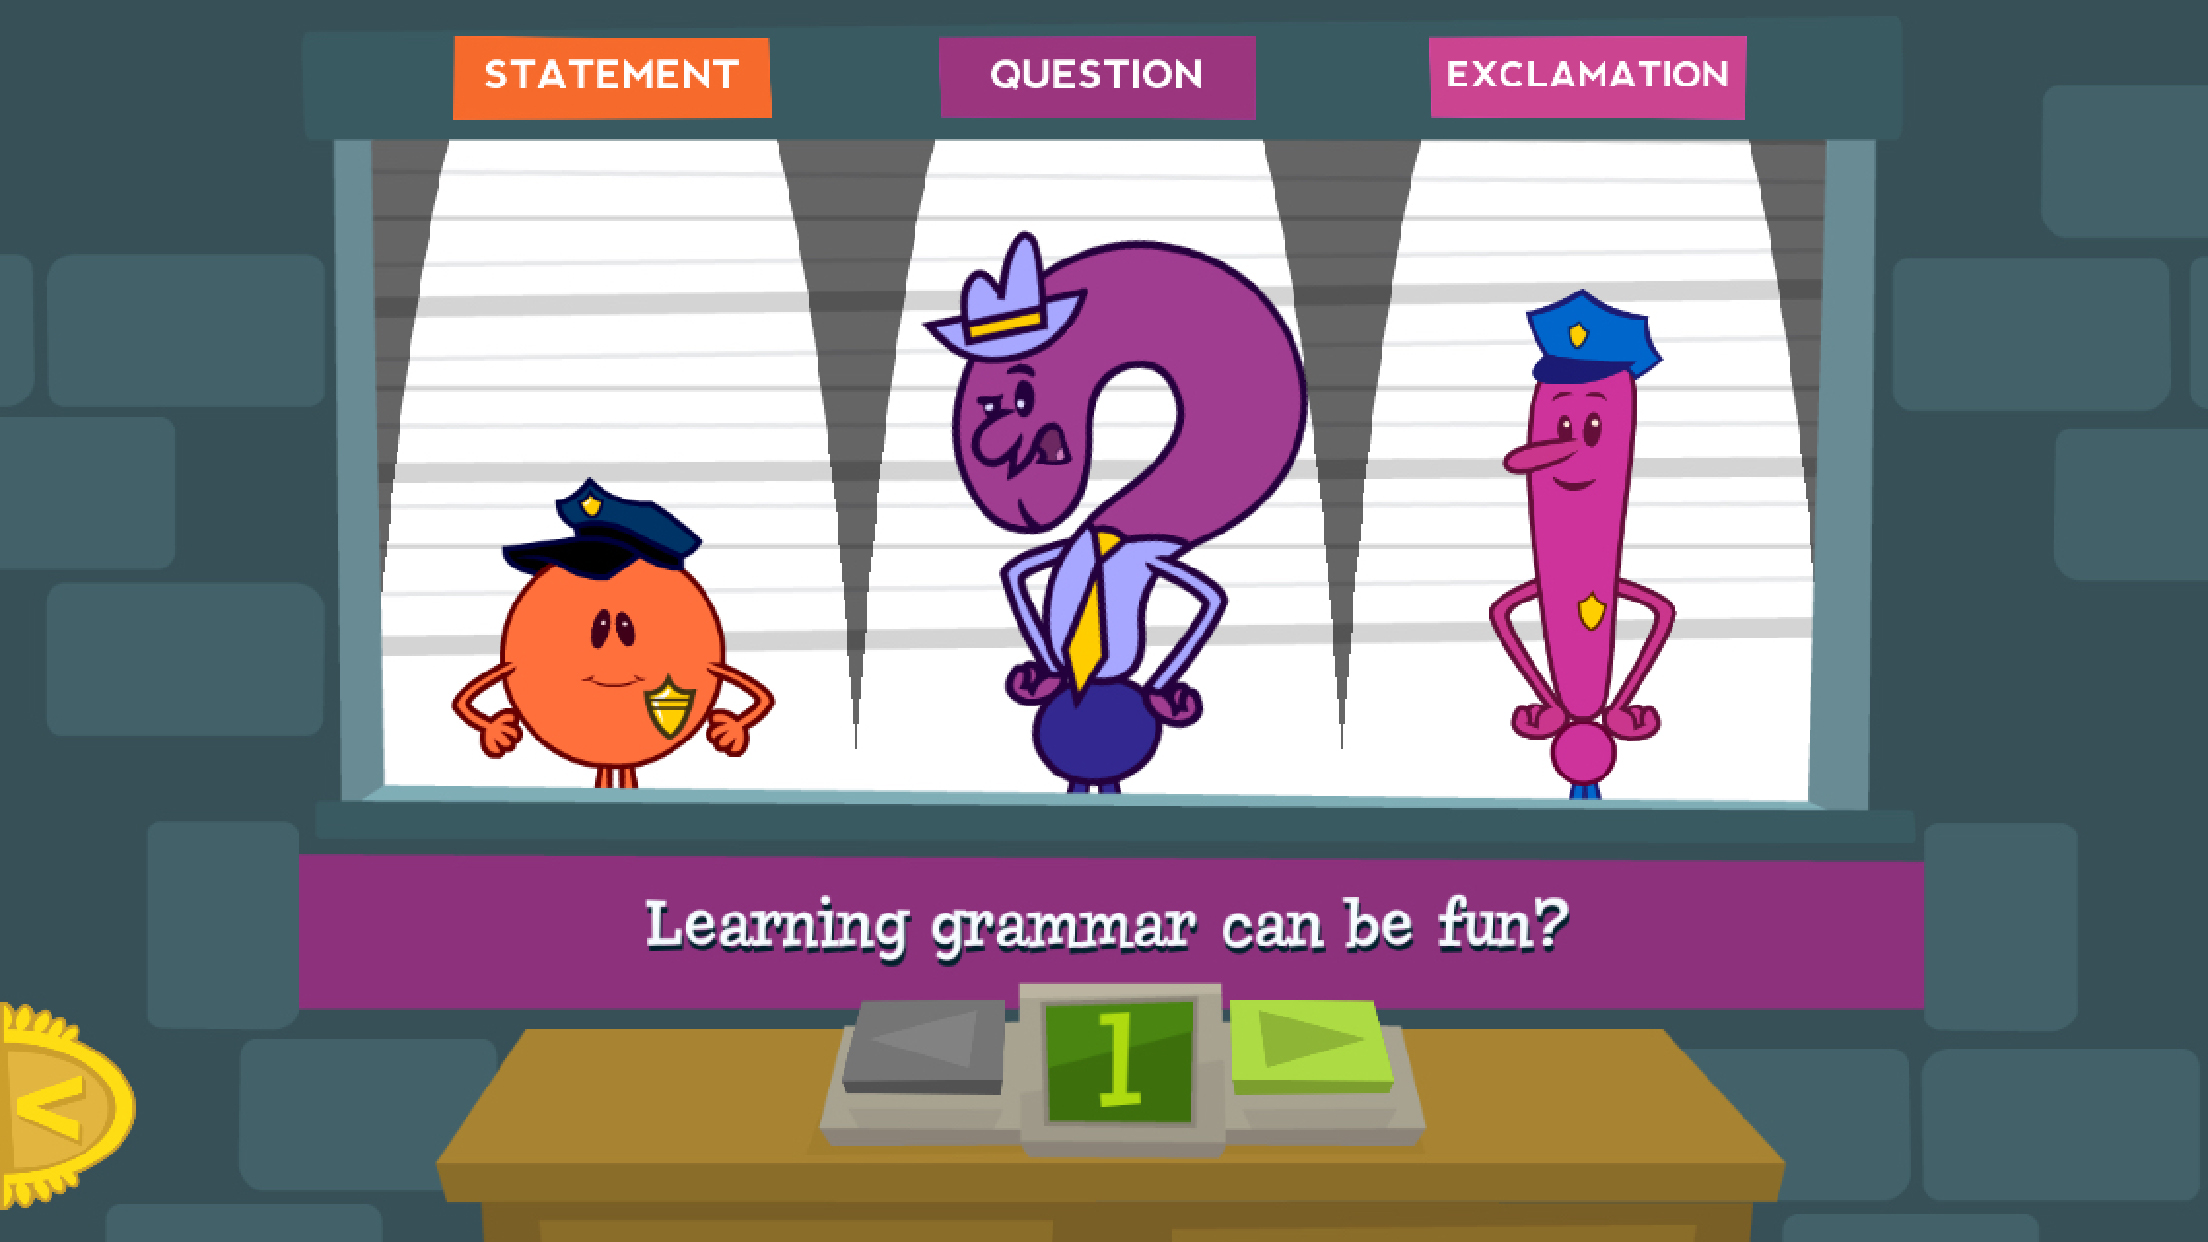 STATEMENT
QUESTION
EXCLAMATION
Learning grammar can be fun?
1